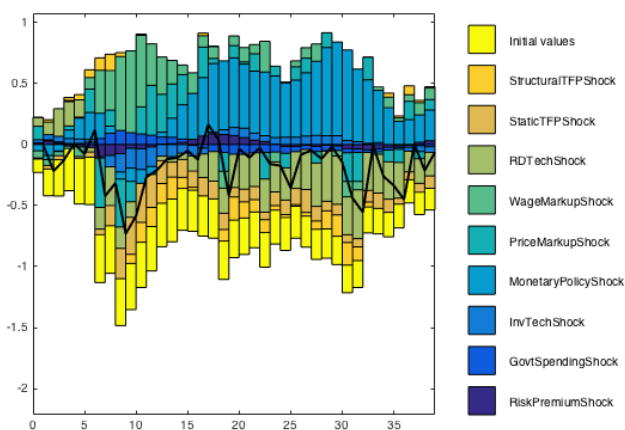 1
0.5
0
-0.5
-1
-1.5
-2
0 5 10 15 20 25 30 35
Initial values
StructuralTFPShock
StaticTFPShock
RDTechShock
WageMarkupShock
PriceMarkupShock
MonetaryPolicyShock
InvTechShock
GovtSpendingShock
RiskPremiumShock